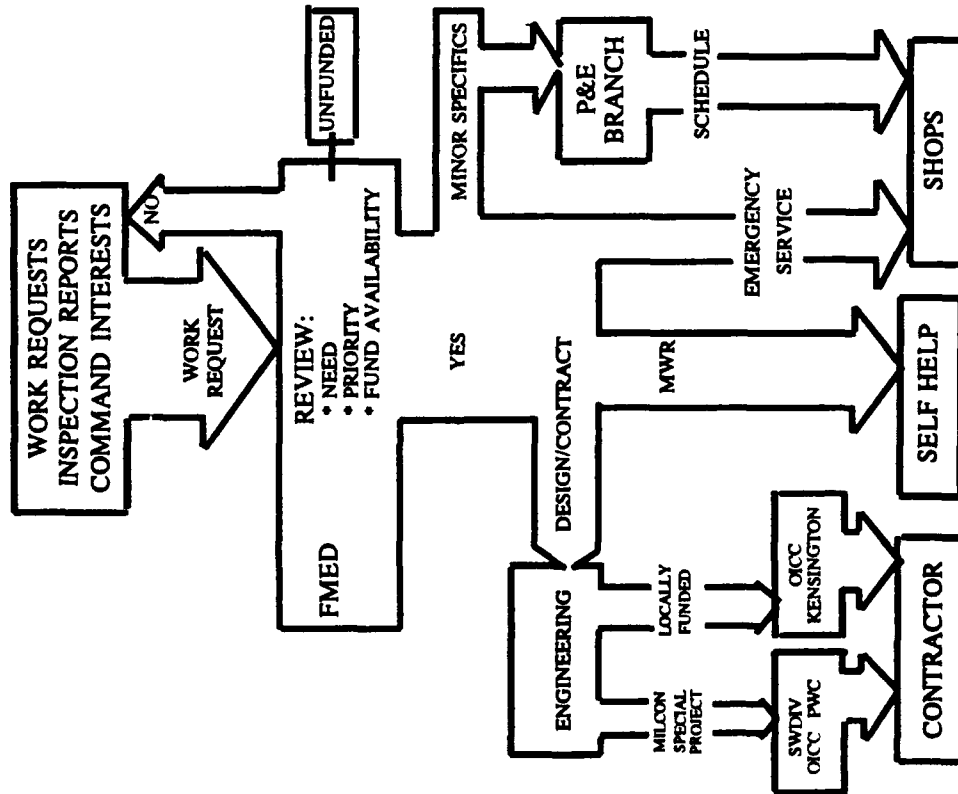 WORK REQUESTS
INSPECTION REPORTS
COMMAND INTERESTS
NO
WORK
REQUEST
UNFUNDED
REVIEW:
* NEED
* PRIORITY
* FUND AVAILABILITY
FMED
YES
MINOR SPECIFICS
P&E
BRANCH
SCHEDULE
EMERGENCY
SERVICE
SHOPS
DESIGN/CONTRACT
MWR
SELF HELP
ENGINEERING
LOCALLY
FUNDED
MILCON
SPECIAL
PROJECT
OICC
KENSINGTON
SWDIV
OICC PWC
CONTRACTOR